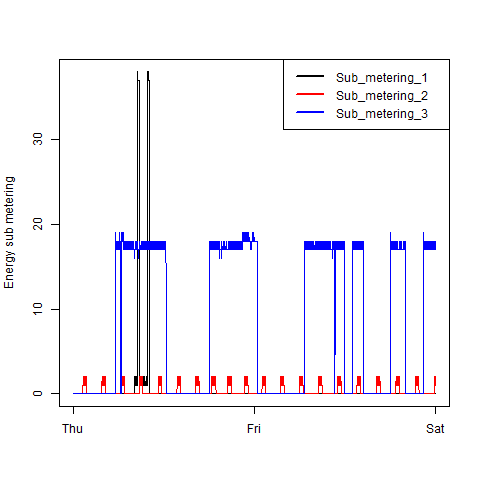 Sub_metering_1
Sub_metering_2
Sub_metering_3
Energy sub metering
30
20
10
0
Thu
Fri
Sat